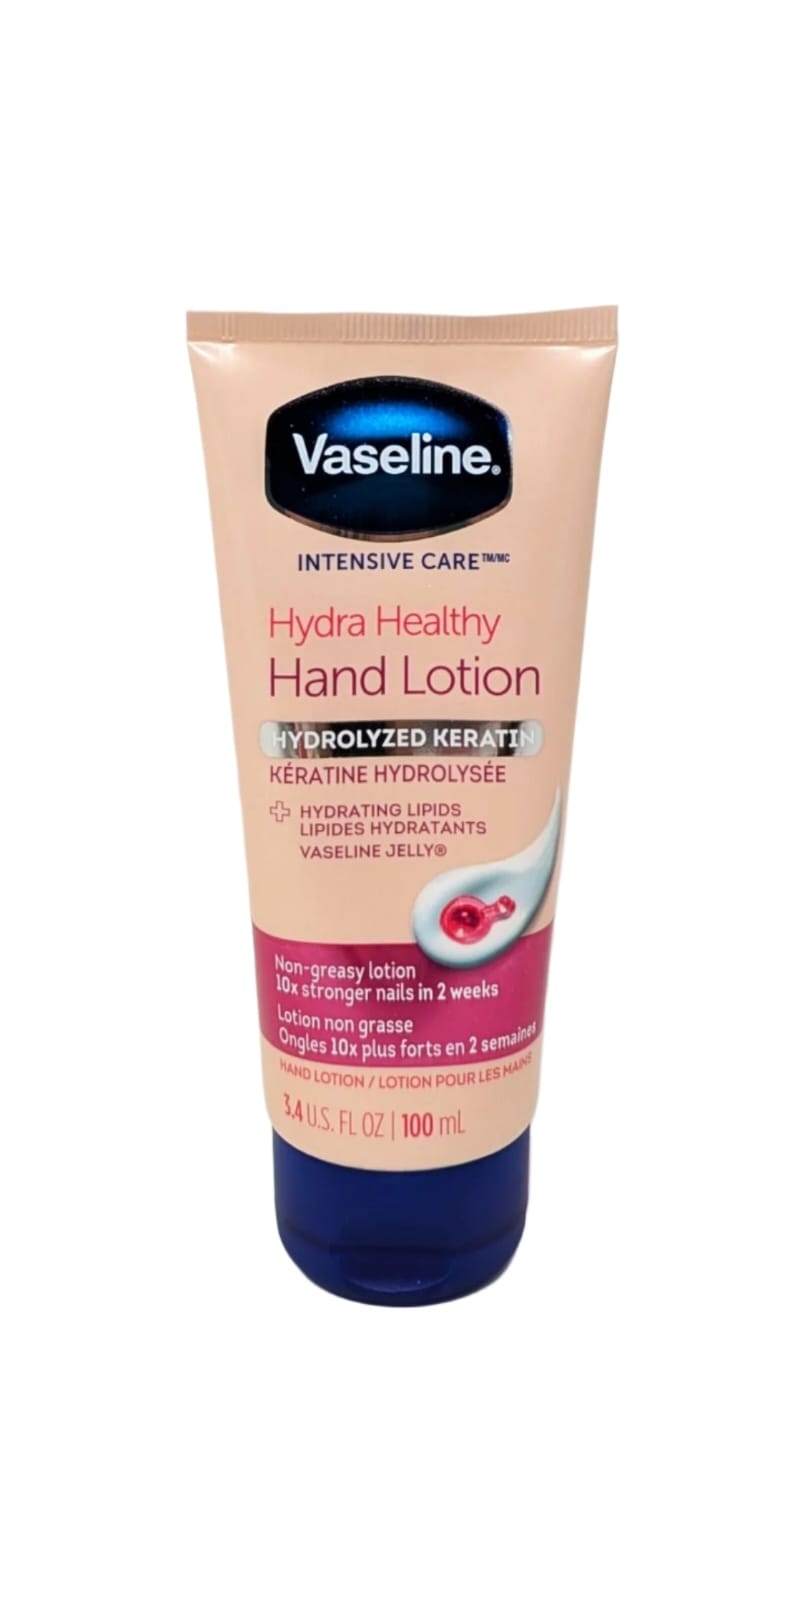 Vaseline®
INTENSIVE CARE™/MC
Hydra Healthy
Hand Lotion
HYDROLYZED KERATIN
KÉRATINE HYDROLYSÉE
HYDRATING LIPIDS
LIPIDES HYDRATANTS
VASELINE JELLY®
Non-greasy lotion
10x stronger nails in 2 weeks
Lotion non grasse
Ongles 10x plus forts en 2 semaines
HAND LOTION / LOTION POUR LES MAINS
3.4 U.S. FL OZ | 100 mL